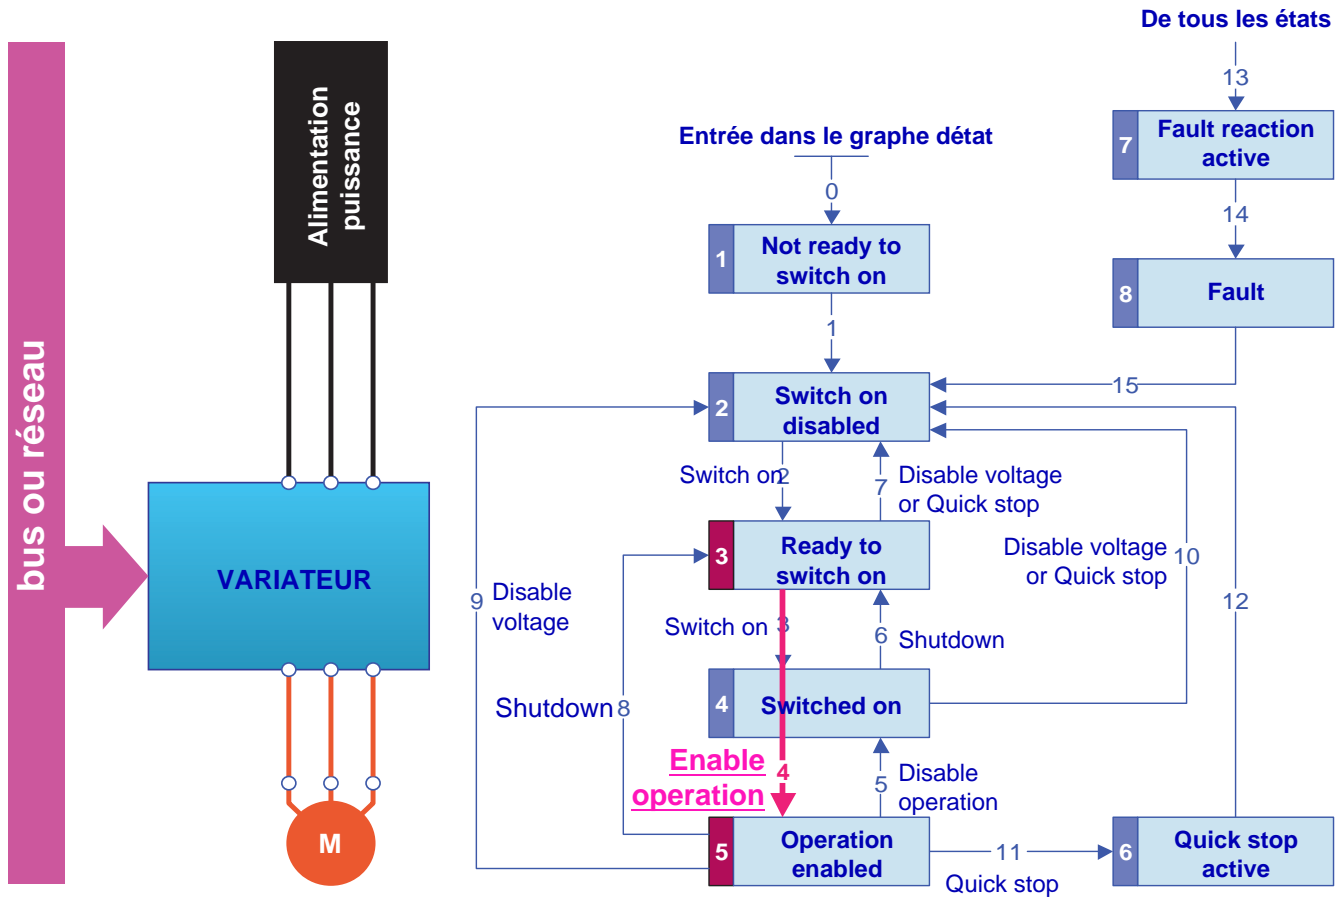 bus ou réseau
Alimentation
puissance
VARIATEUR
M
De tous les états
13
7
Fault reaction
active
14
8
Fault
15
Entrée dans le graphe détat
0
1
Not ready to
switch on
1
2
Switch on
disabled
Switch on
2
7
Disable voltage
or Quick stop
3
Ready to
switch on
Disable voltage
or Quick stop
10
12
9
Disable
voltage
Switch on
3
6
Shutdown
4
Switched on
Shutdown
8
Enable
operation
4
5
Disable
operation
5
Operation
enabled
11
Quick stop
6
Quick stop
active